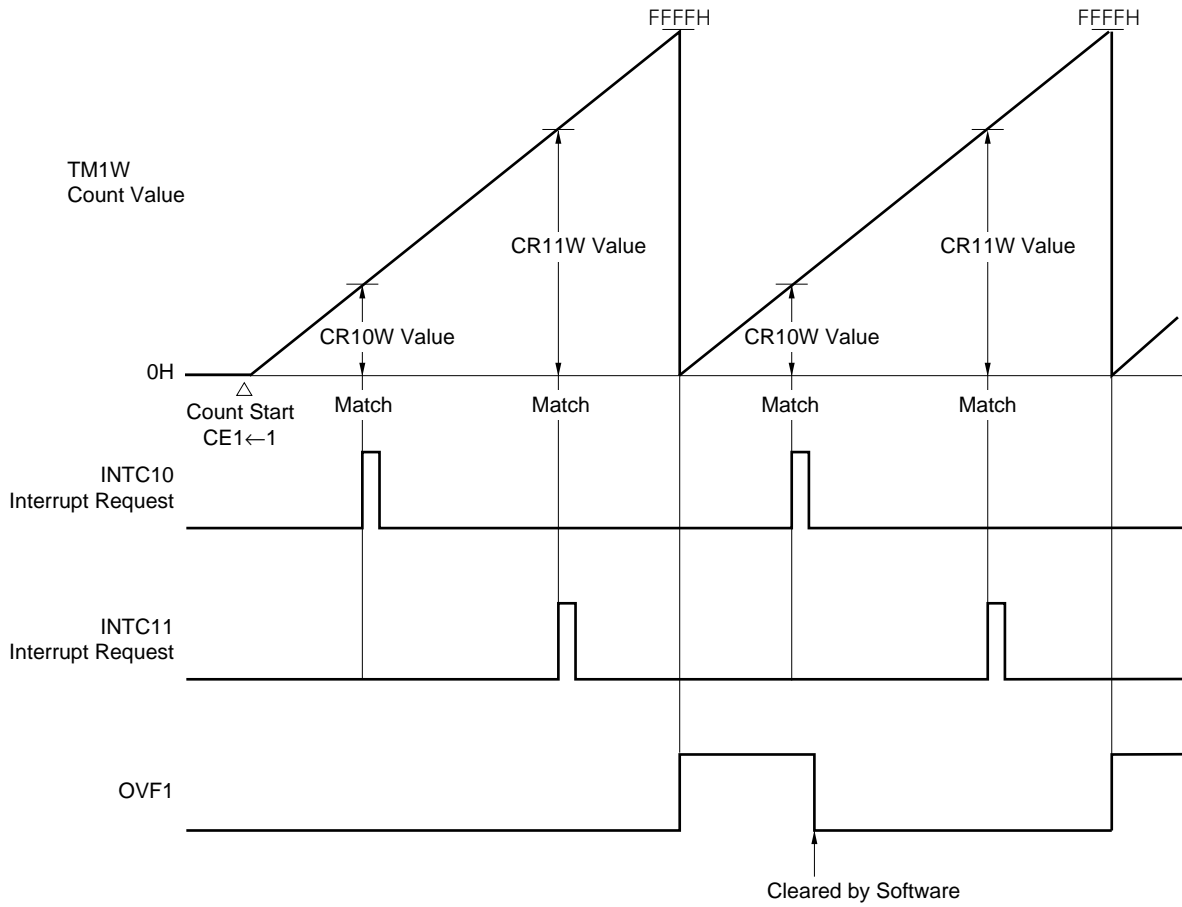 FFFFH
FFFFH
TM1W
Count Value
CR11W Value
CR11W Value
CR10W Value
CR10W Value
0H
Count Start
CE1←1
Match
Match
Match
Match
INTC10
Interrupt Request
INTC11
Interrupt Request
OVF1
Cleared by Software